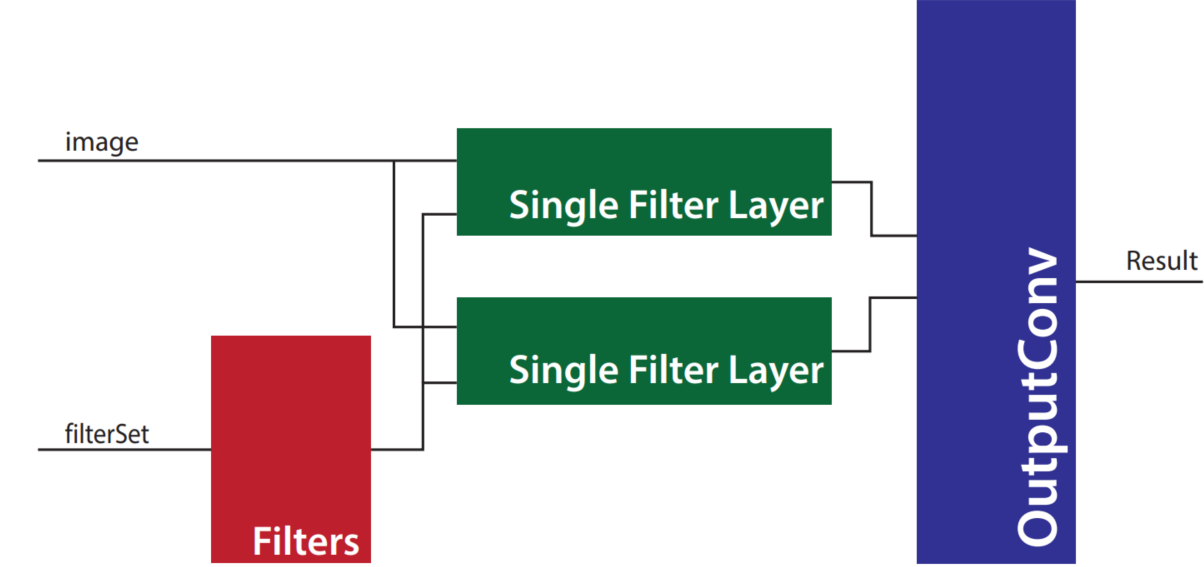 image
Single Filter Layer
Single Filter Layer
filterSet
Filters
OutputConv
Result